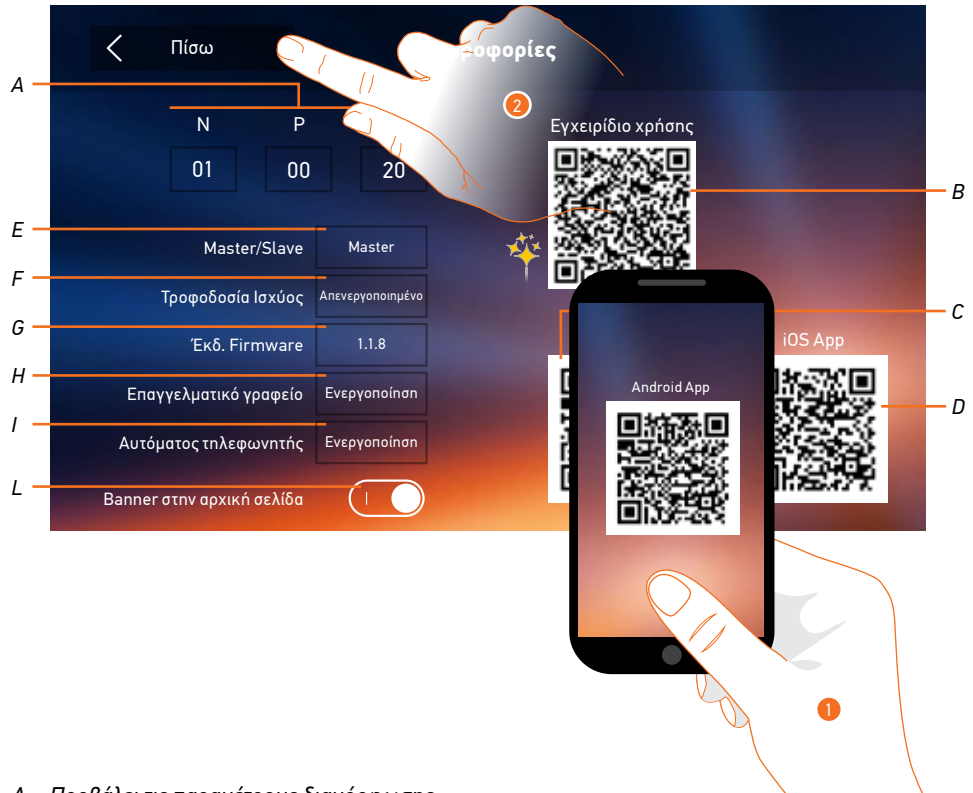 Πίσω
A
N P
2
Εγχειρίδιο χρήσης
01 00 20
B
E
Master/Slave Master
F
Τροφοδοσία Ισχύος Απενεργοποιημένο
C
G
Έκδ. Firmware 1.1.8
iOS App
H
Επαγγελματικό γραφείο Ενεργοποίηση
Android App
D
I
Αυτόματος τηλεφωνητής Ενεργοποίηση
L
Banner στην αρχική σελίδα
1